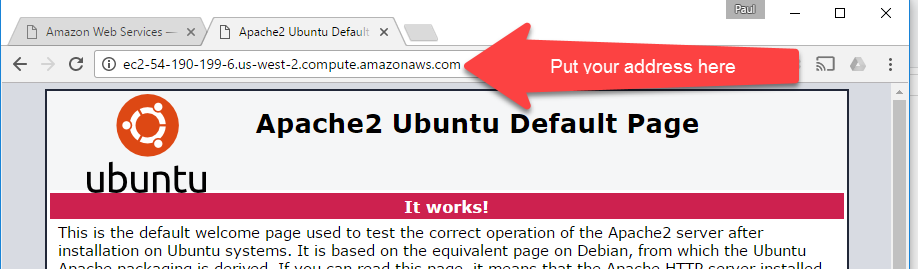 Paul
Amazon Web Services —
Apache2 Ubuntu Default
ec2-54-190-199-6.us-west-2.compute.amazonaws.com
Put your address here
Apache2 Ubuntu Default Page
ubuntu
It works!
This is the default welcome page used to test the correct operation of the Apache2 server after
installation on Ubuntu systems. It is based on the equivalent page on Debian, from which the Ubuntu
Apache packaging is derived. If you can read this page, it means that the Apache HTTP server installed